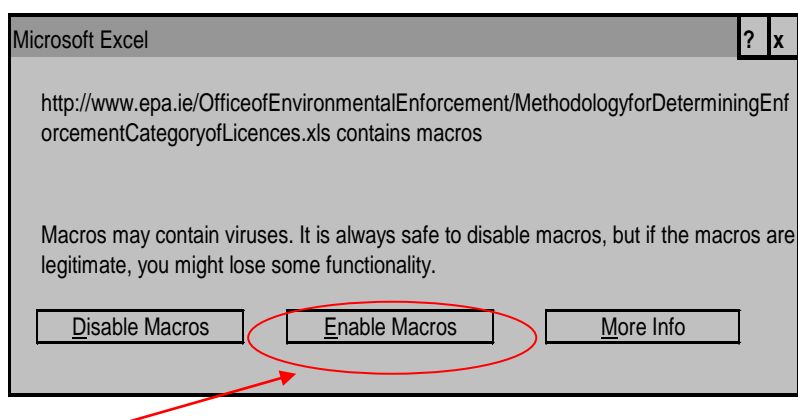 Microsoft Excel ? x
http://www.epa.ie/OfficeofEnvironmentalEnforcement/MethodologyforDeterminingEnf
orcementCategoryofLicences.xls contains macros
Macros may contain viruses. It is always safe to disable macros, but if the macros are
legitimate, you might lose some functionality.
Disable Macros Enable Macros More Info